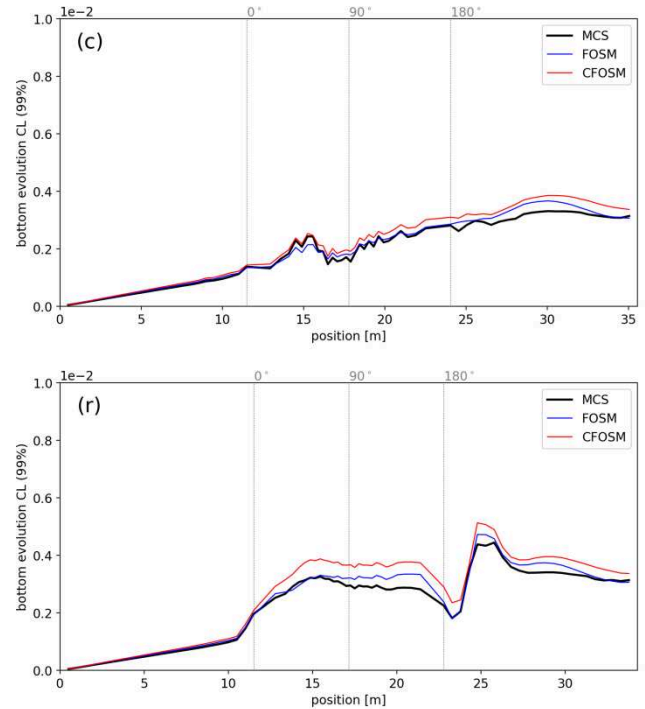 1e−2 0° 90° 180°
(c)
MCS
FOSM
CFOSM
1.0
0.8
0.6
0.4
0.2
0.0
bottom evolution CL (99%)
0 5 10 15 20 25 30 35
position [m]
1e−2 0° 90° 180°
(r)
MCS
FOSM
CFOSM
1.0
0.8
0.6
0.4
0.2
0.0
bottom evolution CL (99%)
0 5 10 15 20 25 30
position [m]